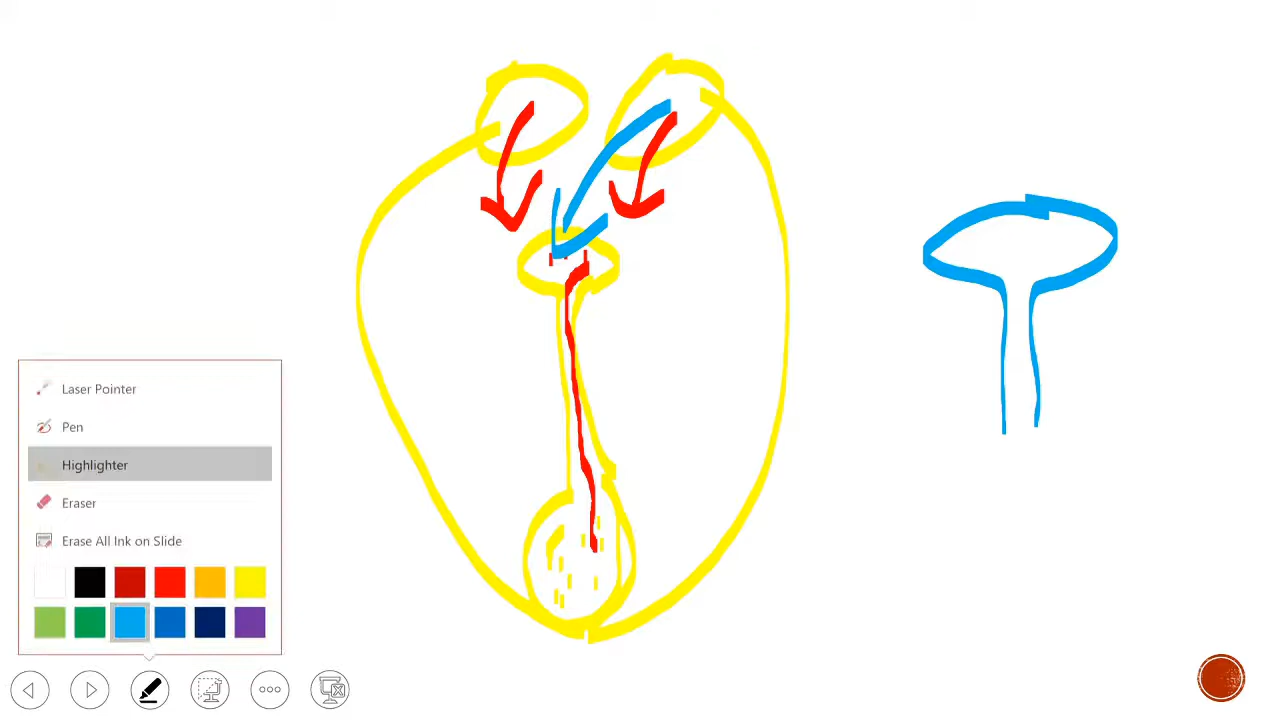 Laser Pointer
Pen
Highlighter
Eraser
Erase All Ink on Slide